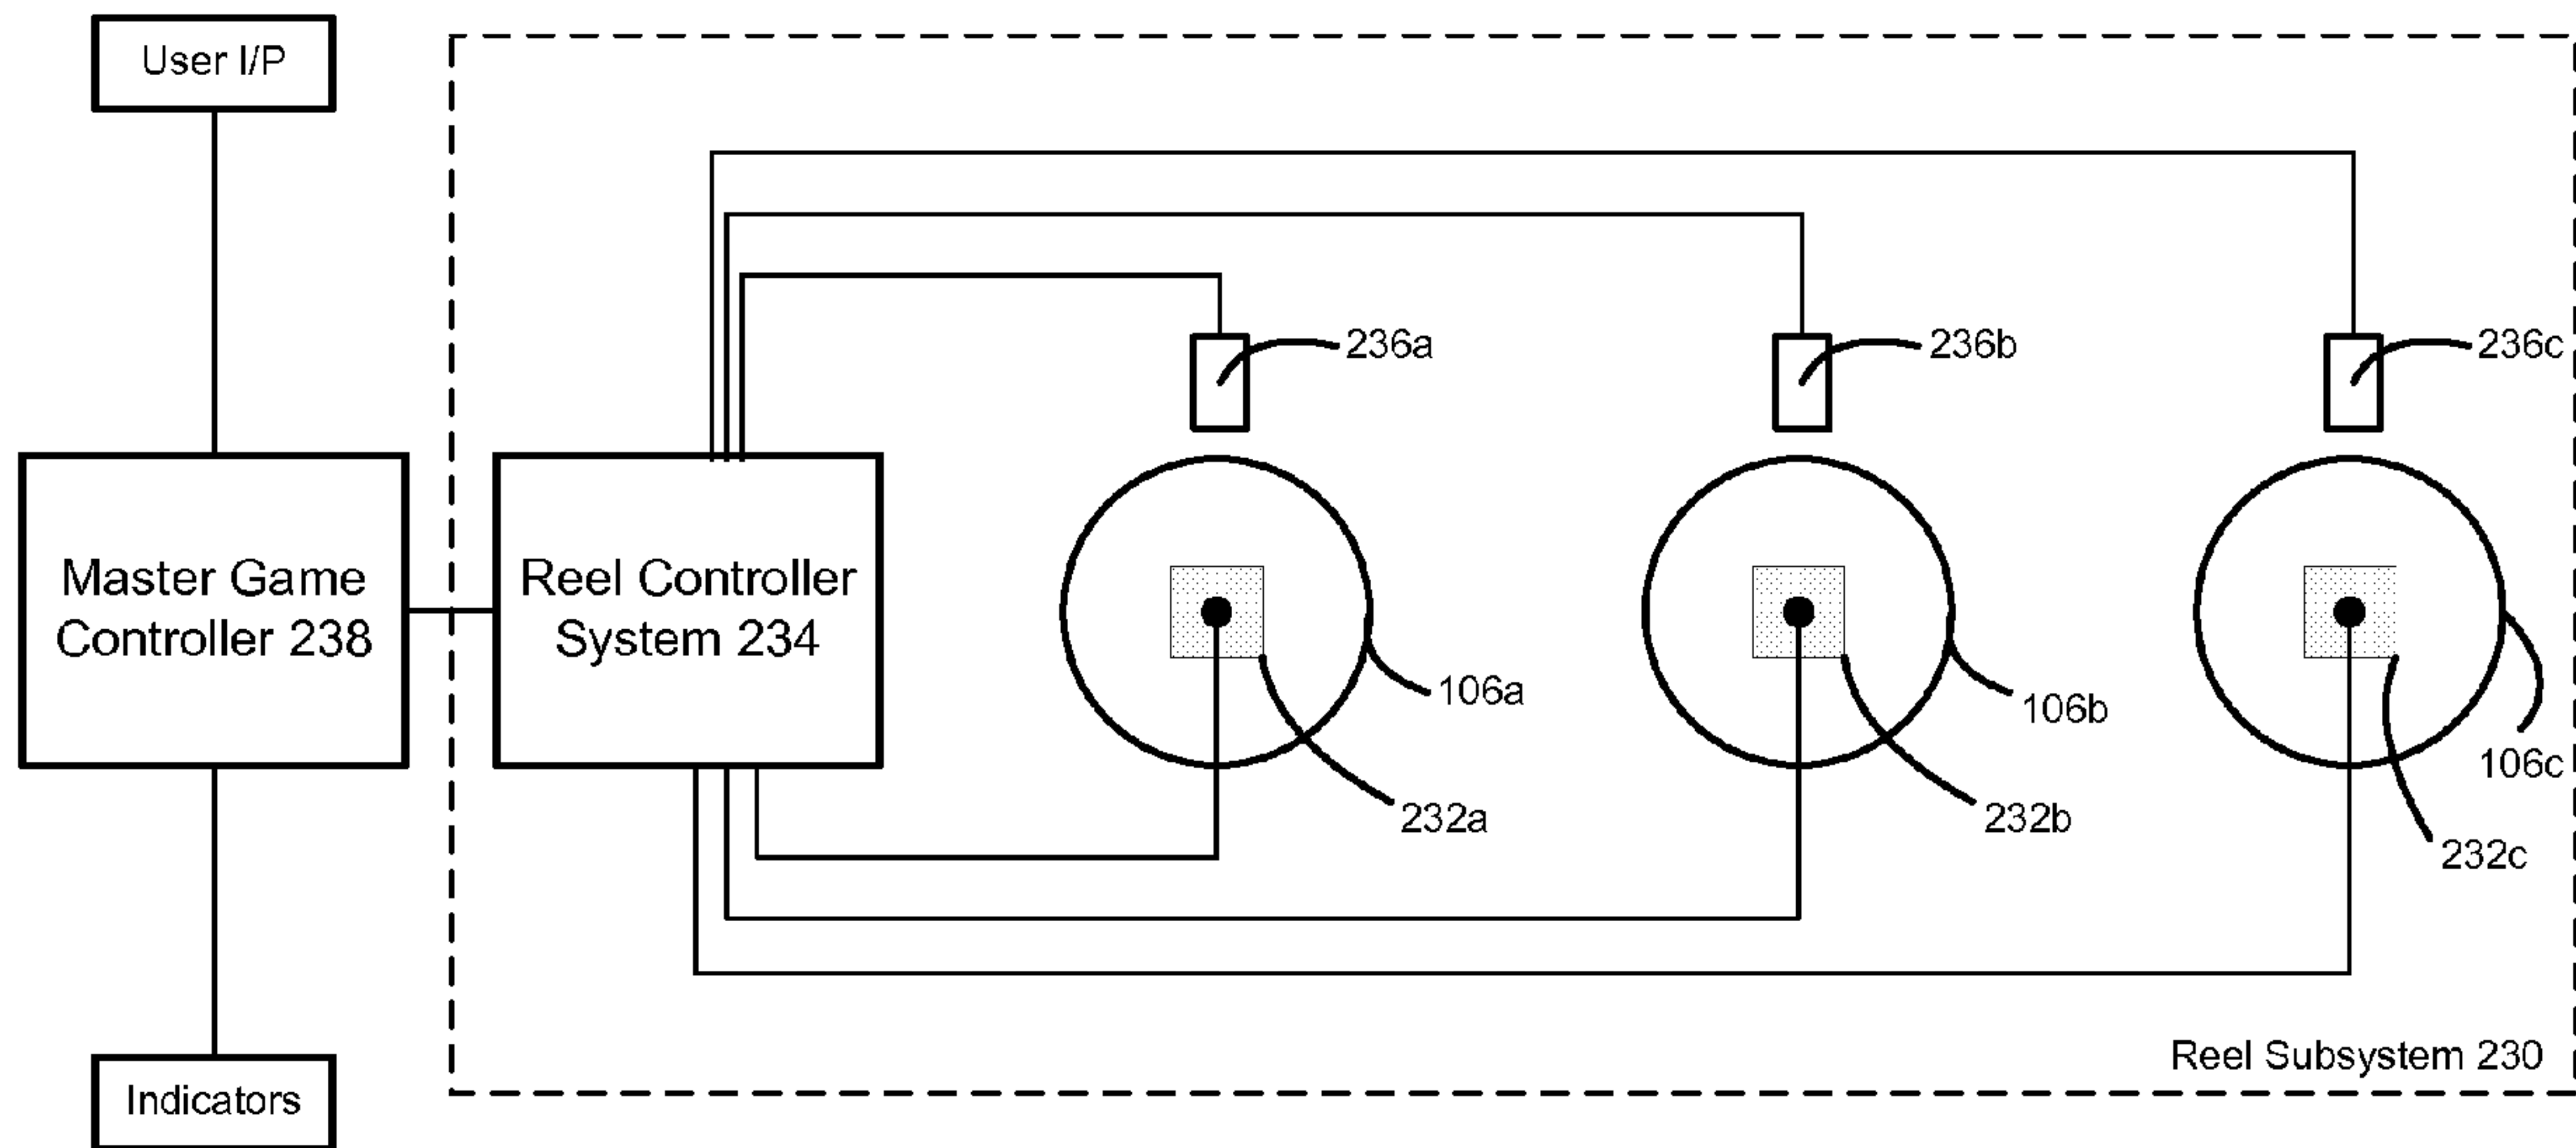 User I/P
236a
236b
236c
Master Game
Controller 238
Reel Controller
System 234
106a
106b
106c
232a
232b
232c
Reel Subsystem 230
Indicators